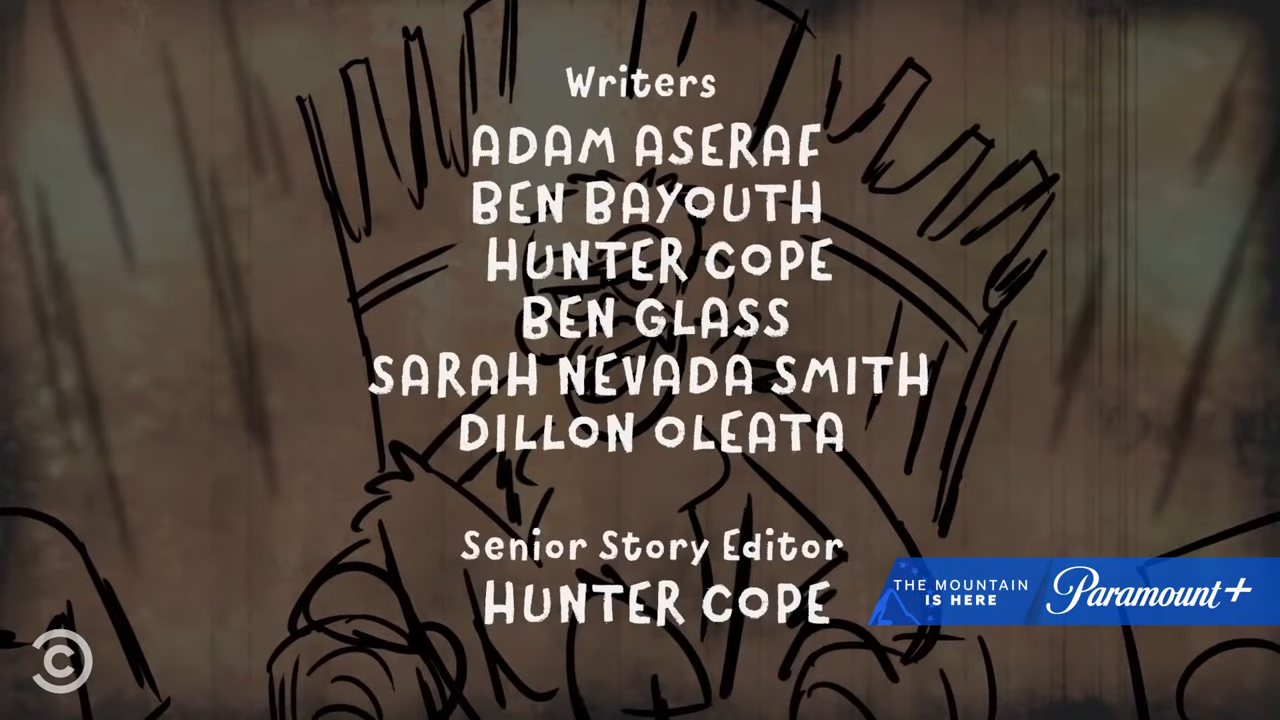 Writers
ADAM ASERAF
BEN BAYOUTH
HUNTER COPE
BEN GLASS
SARAH NEVADA SMITH
DILLON OLEATA
Senior Story Editor
HUNTER COPE
THE MOUNTAIN
IS HERE
Paramount+